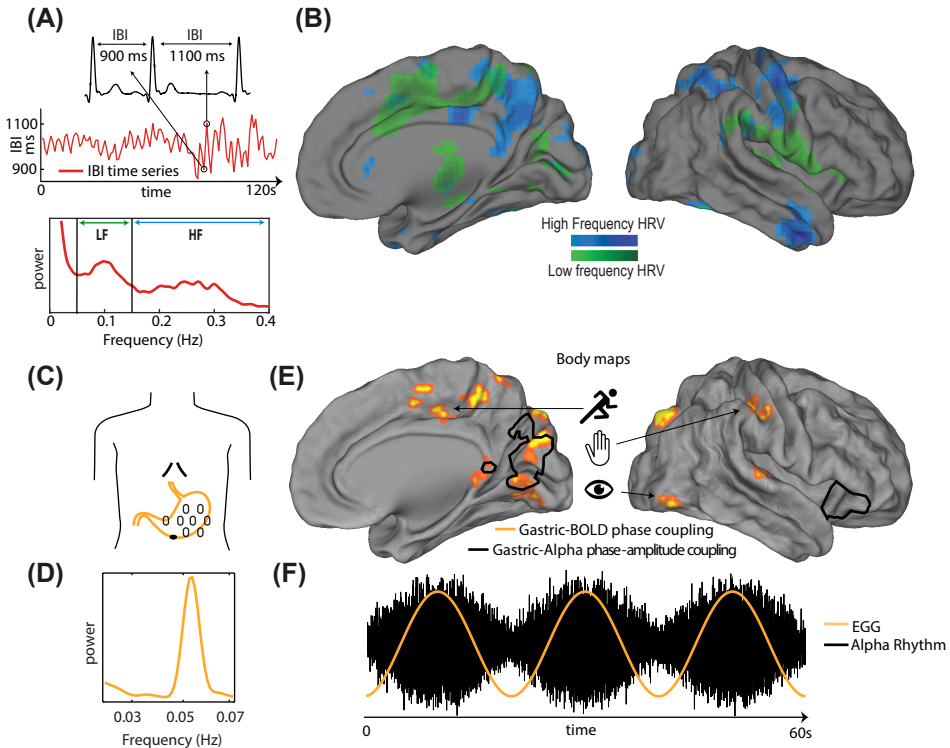 (A)
IBI IBI
900 ms 1100 ms
1100
IBI
ms
900
IBI time series
0 time 120s
LF HF
power
0 0.1 0.2 0.3 0.4
Frequency (Hz)
(B)
High Frequency HRV
Low frequency HRV
(C)
(D)
power
0.03 0.05 0.07
Frequency (Hz)
(E)
Body maps
Gastric-BOLD phase coupling
Gastric-Alpha phase-amplitude coupling
(F)
EGG
Alpha Rhythm
0 time 60s